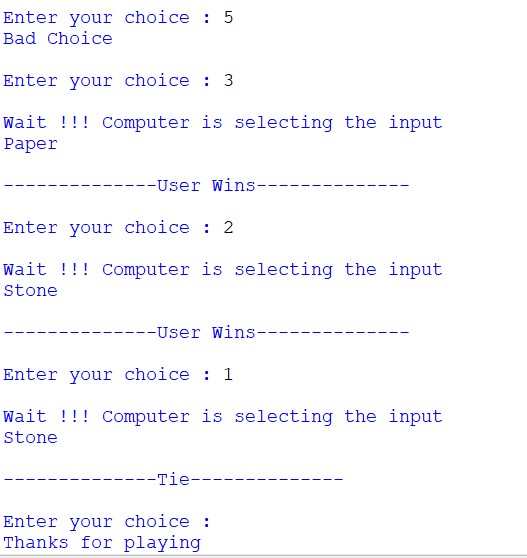 Enter your choice : 5
Bad Choice
Enter your choice : 3
Wait !!! Computer is selecting the input
Paper
--------------User Wins--------------
Enter your choice : 2
Wait !!! Computer is selecting the input
Stone
--------------User Wins--------------
Enter your choice : 1
Wait !!! Computer is selecting the input
Stone
--------------Tie--------------
Enter your choice :
Thanks for playing